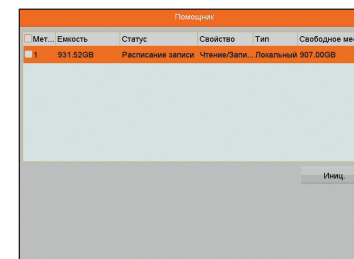 Помощник
Мет... Емкость Статус Свойство Тип Свободное мес
1 931.52GB Расписание записи Чтение/Запи... Локальный 907.00GB
Иниц.